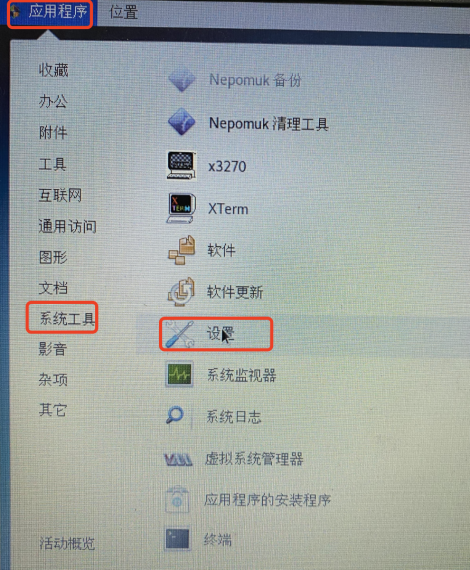 应用程序 位置
收藏
办公
附件
工具
互联网
通用访问
图形
文档
系统工具
影音
杂项
其它
活动概览
Nepomuk 备份
Nepomuk 清理工具
x3270
XTerm
软件
软件更新
设置
系统监视器
系统日志
虚拟系统管理器
应用程序的安装程序
终端